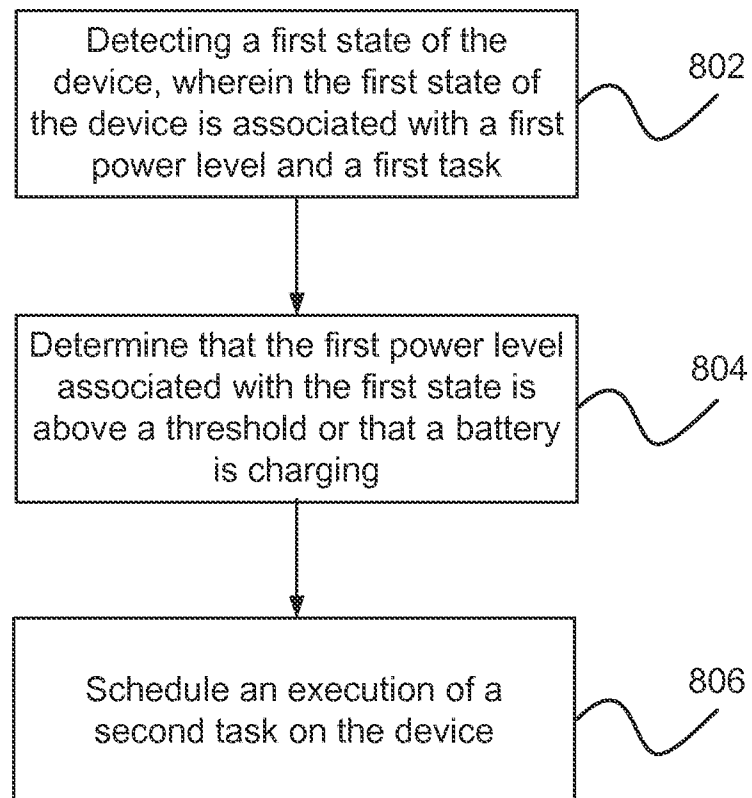 Detecting a first state of the
device, wherein the first state of
the device is associated with a first
power level and a first task
802
Determine that the first power level
associated with the first state is
above a threshold or that a battery
is charging
804
Schedule an execution of a
second task on the device
806